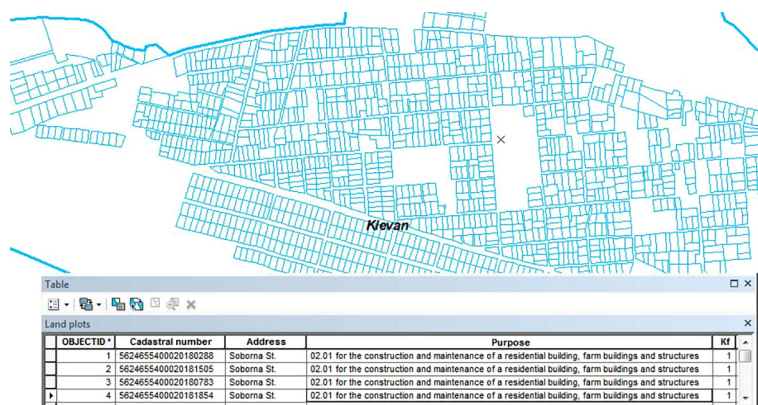 Klevan
Table
Land plots
OBJECTID * Cadastral number Address Purpose Kf
1 5624655400020180288 Soborna St. 02.01 for the construction and maintenance of a residential building, farm buildings and structures 1
2 5624655400020181505 Soborna St. 02.01 for the construction and maintenance of a residential building, farm buildings and structures 1
3 5624655400020180783 Soborna St. 02.01 for the construction and maintenance of a residential building, farm buildings and structures 1
4 5624655400020181854 Soborna St. 02.01 for the construction and maintenance of a residential building, farm buildings and structures 1